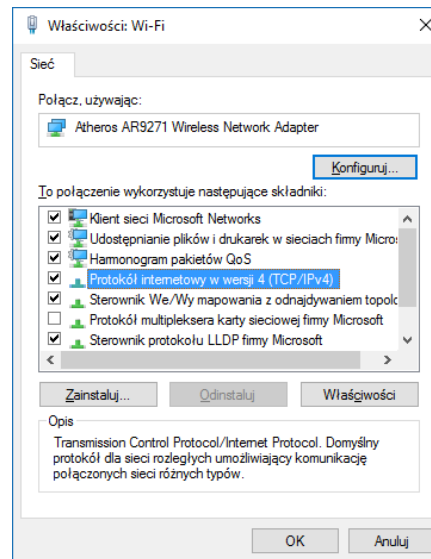 Właściwości: Wi-Fi
Sieć
Połącz, używając:
Atheros AR9271 Wireless Network Adapter
Konfiguruj...
To połączenie wykorzystuje następujące składniki:
Klient sieci Microsoft Networks
Udostępnianie plików i drukarek w sieciach firmy Micro
Harmonogram pakietów QoS
Protokół internetowy w wersji 4 (TCP/IPv4)
Sterownik We/Wy mapowania z odnajdywaniem topolo
Protokół multipleksera karty sieciowej firmy Microsoft
Sterownik protokołu LLDP firmy Microsoft
Zainstaluj... Odinstaluj Właściwości
Opis
Transmission Control Protocol/Internet Protocol. Domyślny
protokół dla sieci rozległych umożliwiający komunikację
połączonych sieci różnych typów.
OK Anuluj